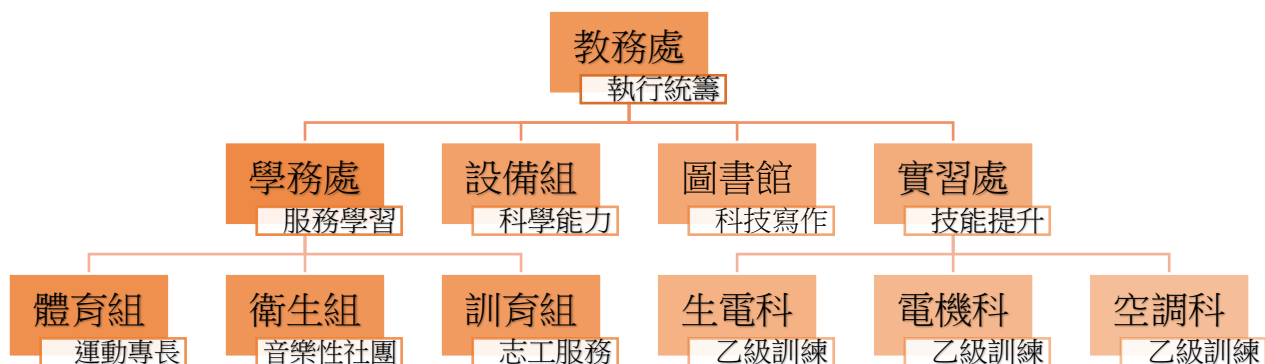 教務處
執行統籌
學務處
服務學習
設備組
科學能力
圖書館
科技寫作
實習處
技能提升
體育組
運動專長
衛生組
音樂性社團
訓育組
志工服務
生電科
乙級訓練
電機科
乙級訓練
空調科
乙級訓練